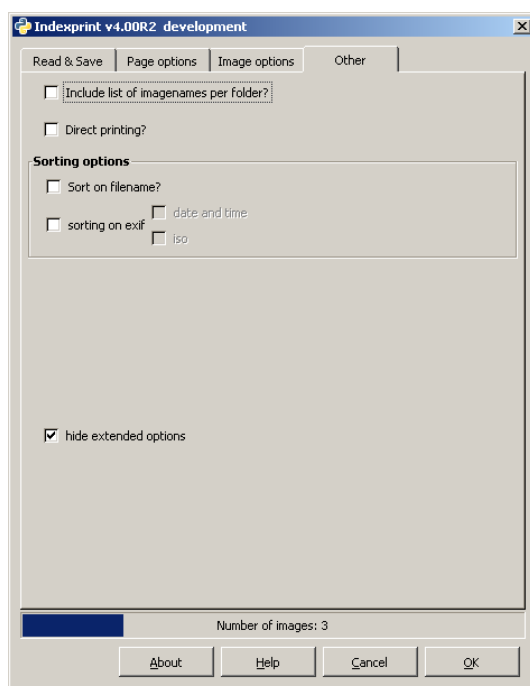 Indexprint v4.00R2 development
Read & Save Page options Image options Other
Include list of imagenames per folder?
Direct printing?
Sorting options
Sort on filename?
date and time
sorting on exif
iso
hide extended options
Number of images: 3
About Help Cancel OK